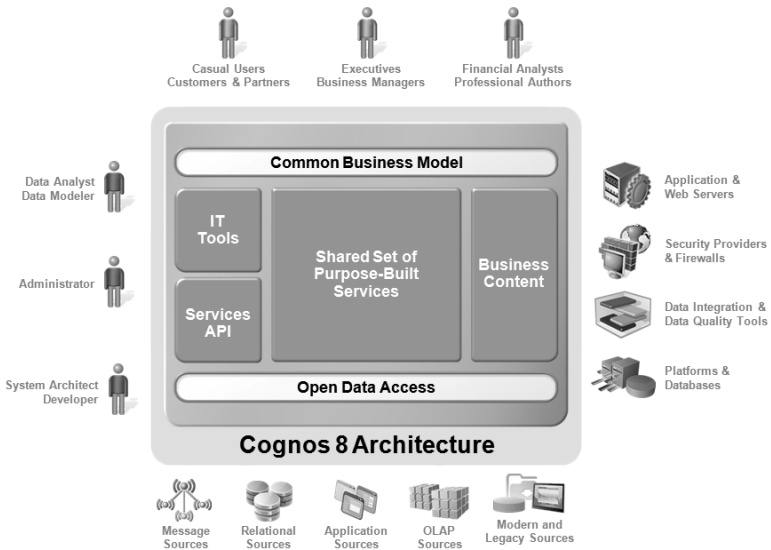 Casual Users
Customers & Partners
Executives
Business Managers
Financial Analysts
Professional Authors
Data Analyst
Data Modeler
Administrator
System Architect
Developer
Common Business Model
IT
Tools
Services
API
Shared Set of
Purpose-Built
Services
Business
Content
Open Data Access
Cognos 8 Architecture
Application &
Web Servers
Security Providers
& Firewalls
Data Integration &
Data Quality Tools
Platforms &
Databases
Message
Sources
Relational
Sources
Application
Sources
OLAP
Sources
Modern and
Legacy Sources